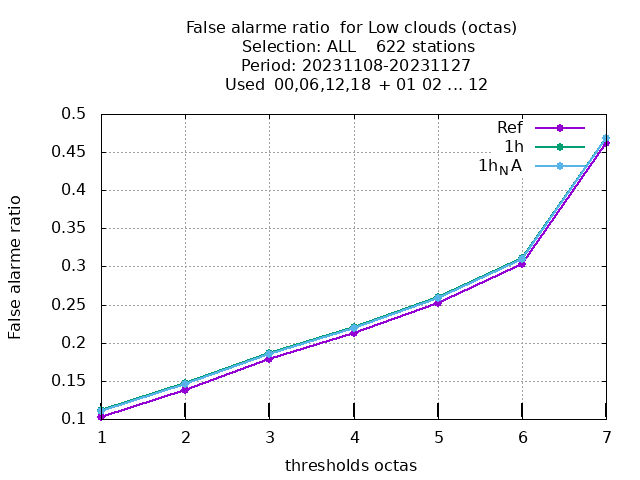 False alarme ratio  for Low clouds (octas)
Selection: ALL    622 stations
Period: 20231108-20231127
Used  00,06,12,18  + 01 02 ... 12
0.5
0.45
0.4
0.35
0.3
0.25
0.2
0.15
0.1
False alarme ratio
Ref
1h
1h_NA
1 2 3 4 5 6 7
thresholds octas